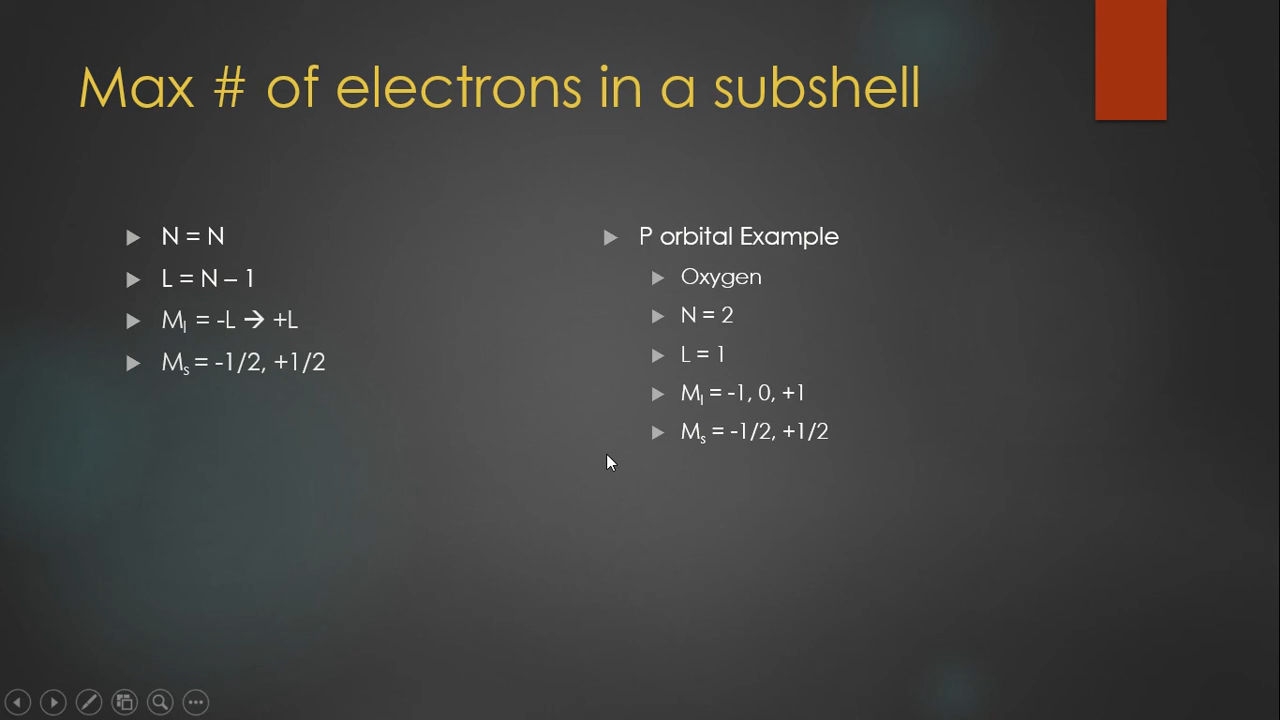 Max # of electrons in a subshell
N = N
L = N – 1
Mₗ = -L → +L
Mₛ = -1/2, +1/2
P orbital Example
Oxygen
N = 2
L = 1
Mₗ = -1, 0, +1
Mₛ = -1/2, +1/2